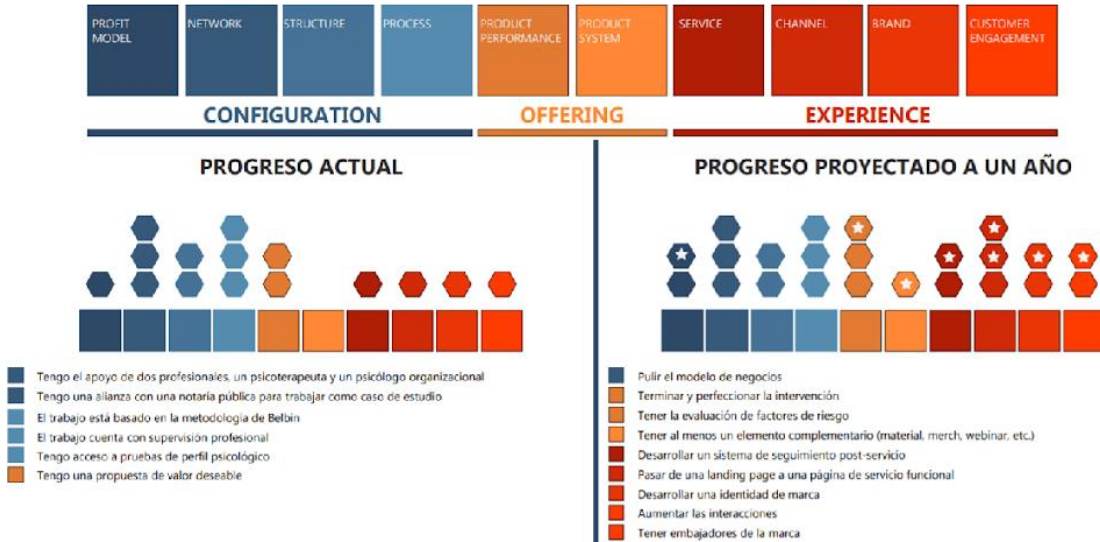 PROFIT
MODEL
NETWORK
STRUCTURE
PROCESS
PRODUCT
PERFORMANCE
PRODUCT
SYSTEM
SERVICE
CHANNEL
BRAND
CUSTOMER
ENGAGEMENT
CONFIGURATION
OFFERING
EXPERIENCE
PROGRESO ACTUAL
Tengo el apoyo de dos profesionales, un psicoterapeuta y un psicólogo organizacional
Tengo una alianza con una notaría pública para trabajar como caso de estudio
El trabajo está basado en la metodología de Belbin
El trabajo cuenta con supervisión profesional
Tengo acceso a pruebas de perfil psicológico
Tengo una propuesta de valor deseable
PROGRESO PROYECTADO A UN AÑO
Pulir el modelo de negocios
Terminar y perfeccionar la intervención
Tener la evaluación de factores de riesgo
Tener al menos un elemento complementario (material, merch, webinar, etc.)
Desarrollar un sistema de seguimiento post-servicio
Pasar de una landing page a una página de servicio funcional
Desarrollar una identidad de marca
Aumentar las interacciones
Tener embajadores de la marca